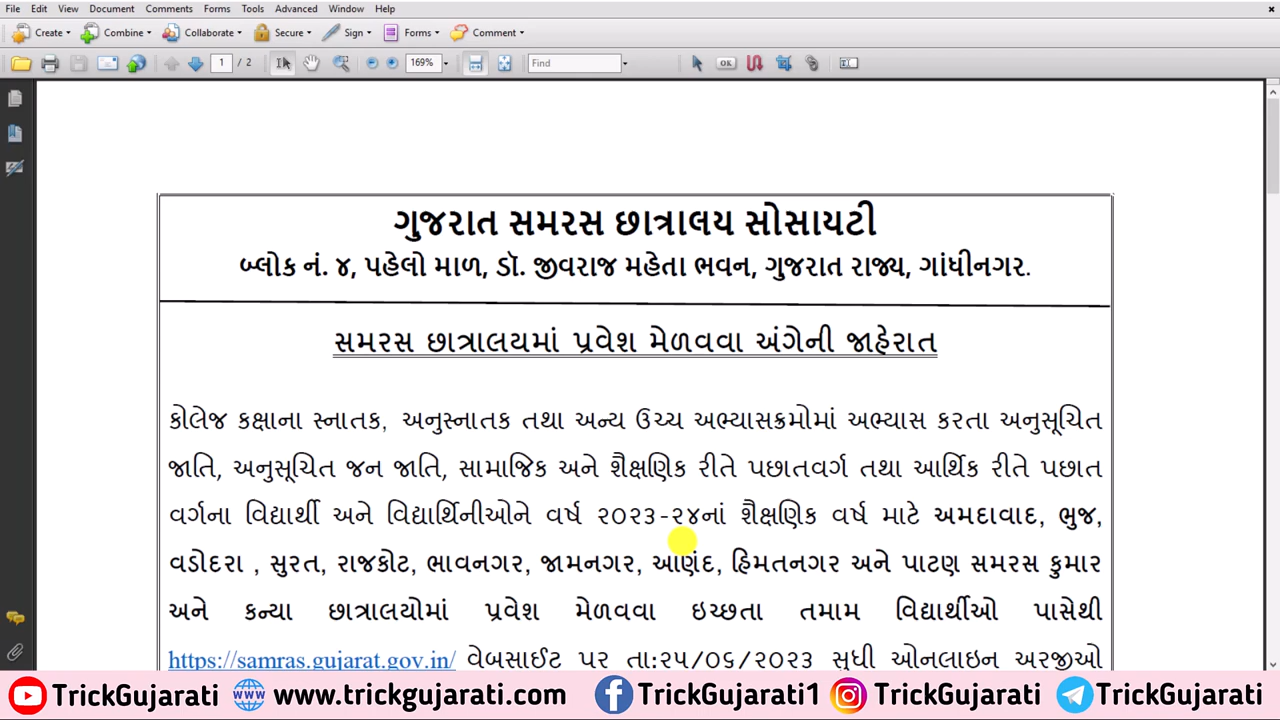 File Edit View Document Comments Forms Tools Advanced Window Help
Create Combine Collaborate Secure Sign Forms Comment
1 / 2 169% Find OK
ગુજરાત સમરસ છાત્રાલય સોસાયટી
બ્લોક નં. ૪, પહેલો માળ, ડૉ. જીવરાજ મહેતા ભવન, ગુજરાત રાજ્ય, ગાંધીનગર.
સમરસ છાત્રાલયમાં પ્રવેશ મેળવવા અંગેની જાહેરાત
કોલેજ કક્ષાના સ્નાતક, અનુસ્નાતક તથા અન્ય ઉચ્ચ અભ્યાસક્રમોમાં અભ્યાસ કરતા અનુસૂચિત
જાતિ, અનુસૂચિત જન જાતિ, સામાજિક અને શૈક્ષણિક રીતે પછાતવર્ગ તથા આર્થિક રીતે પછાત
વર્ગના વિદ્યાર્થી અને વિદ્યાર્થિનીઓને વર્ષ ૨૦૨૩-૨૪નાં શૈક્ષણિક વર્ષ માટે અમદાવાદ, ભુજ,
વડોદરા , સુરત, રાજકોટ, ભાવનગર, જામનગર, આણંદ, હિમતનગર અને પાટણ સમરસ કુમાર
અને કન્યા છાત્રાલયોમાં પ્રવેશ મેળવવા ઇચ્છતા તમામ વિદ્યાર્થીઓ પાસેથી
https://samras.gujarat.gov.in/ વેબસાઈટ પર તા:૨૫/૦૬/૨૦૨૩ સુધી ઓનલાઇન અરજીઓ
TrickGujarati www.trickgujarati.com TrickGujarati1 TrickGujarati TrickGujarati